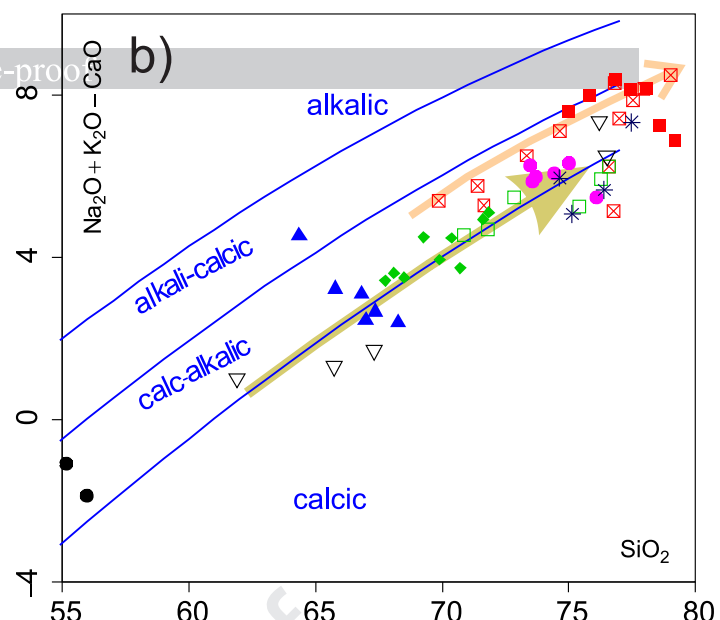 e-proof
b)
Na₂O + K₂O – CaO
alkalic
8
4
alkali-calcic
calc-alkalic
0
calcic
SiO₂
–4
55 60 65 70 75 80
c